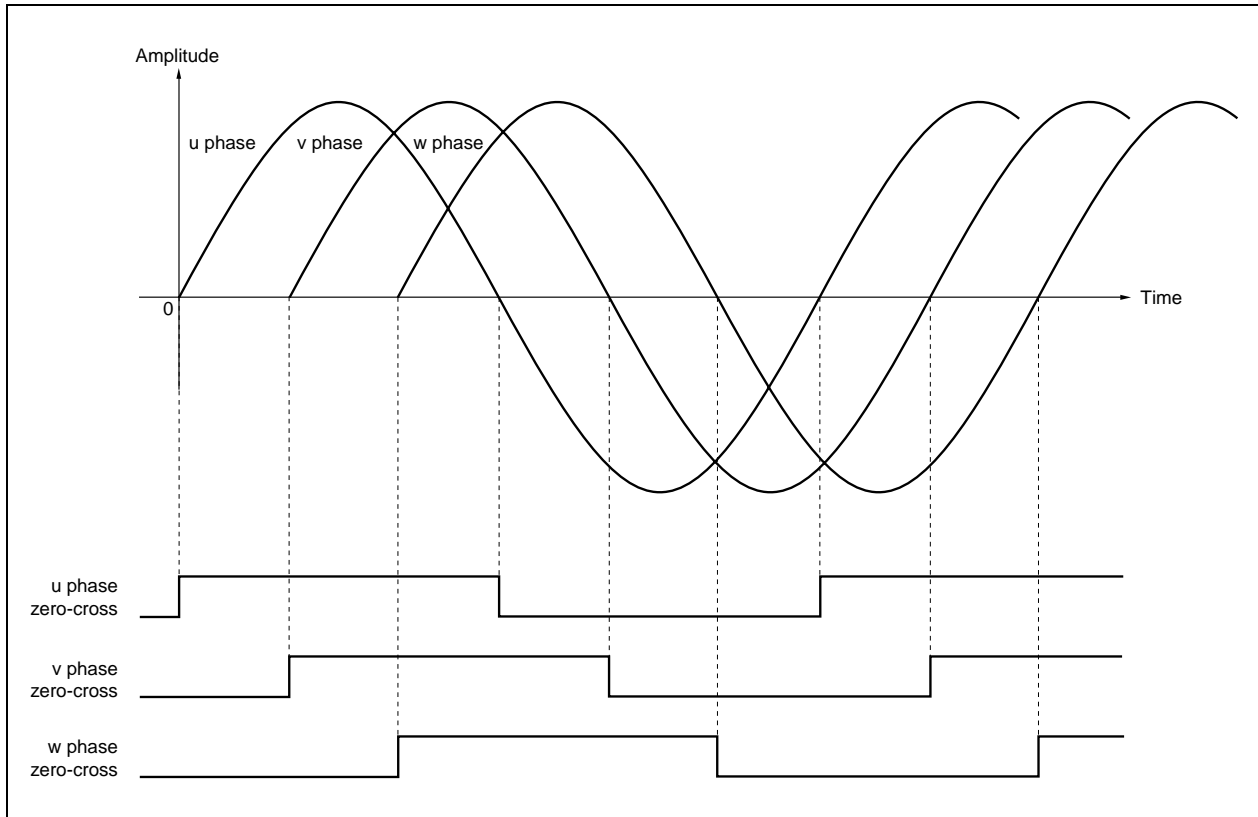 Amplitude
u phase
v phase
w phase
0
Time
u phase
zero-cross
v phase
zero-cross
w phase
zero-cross